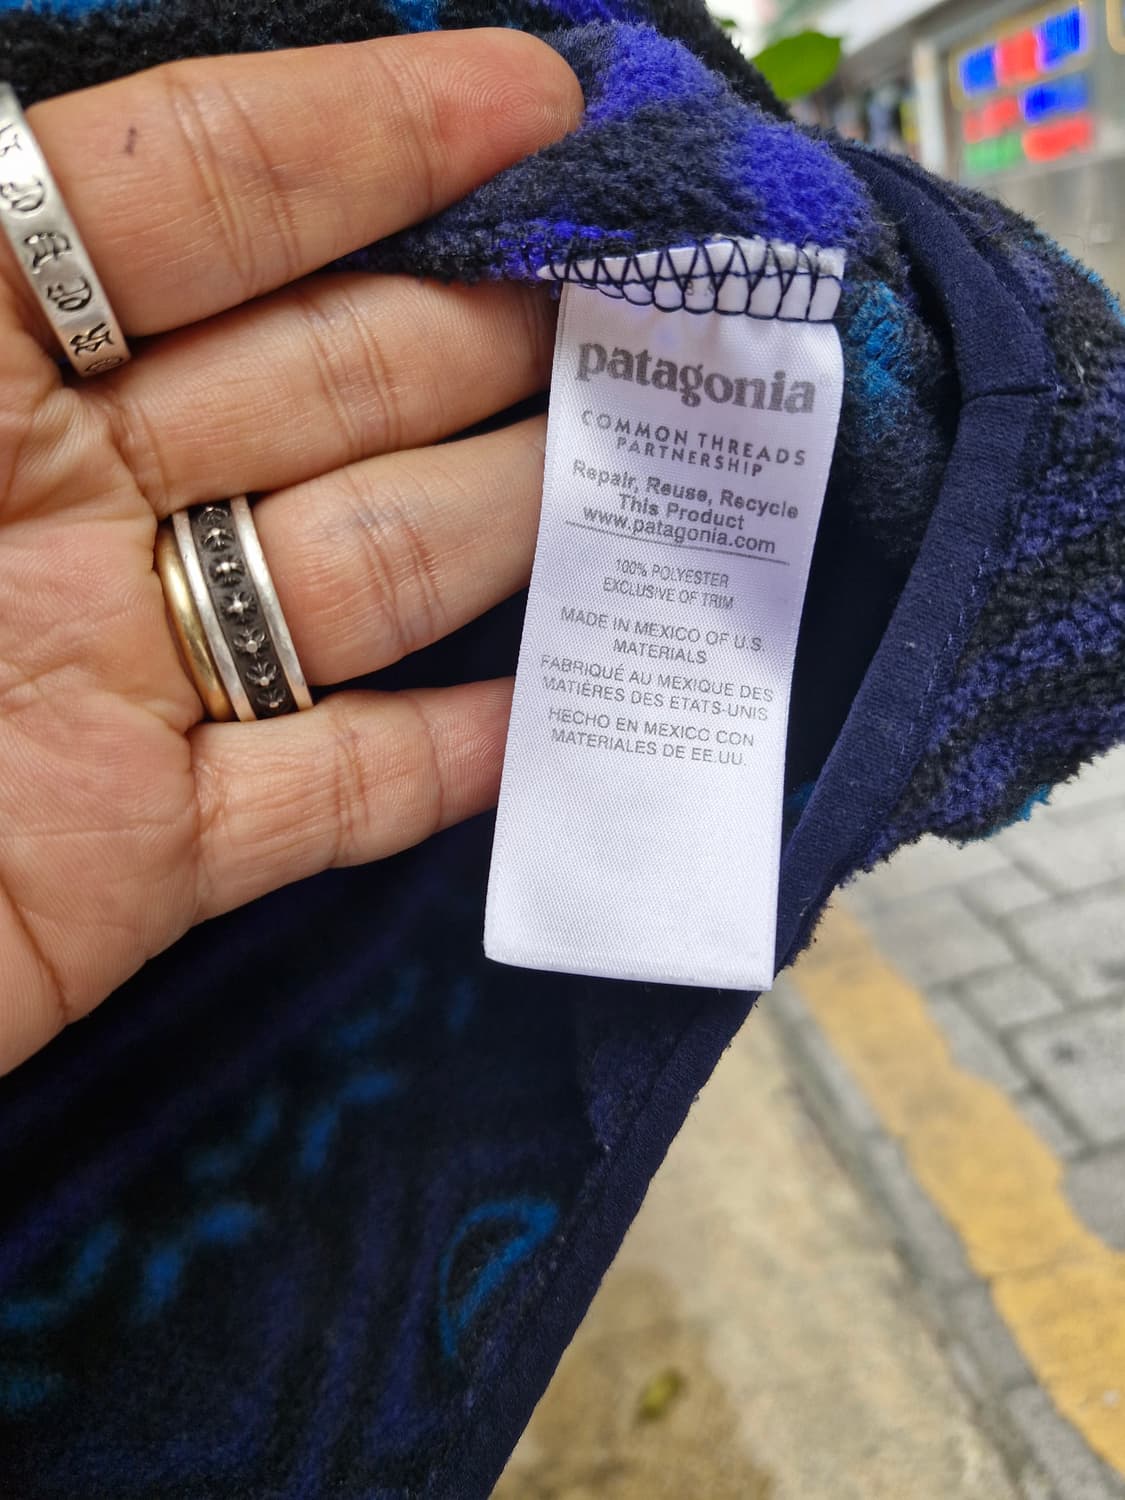 patagonia
COMMON THREADS
PARTNERSHIP
Repair, Reuse, Recycle
This Product
www.patagonia.com
100% POLYESTER
EXCLUSIVE OF TRIM
MADE IN MEXICO OF U.S.
MATERIALS
FABRIQUÉ AU MEXIQUE DES
MATIÈRES DES ETATS-UNIS
HECHO EN MEXICO CON
MATERIALES DE EE.UU.